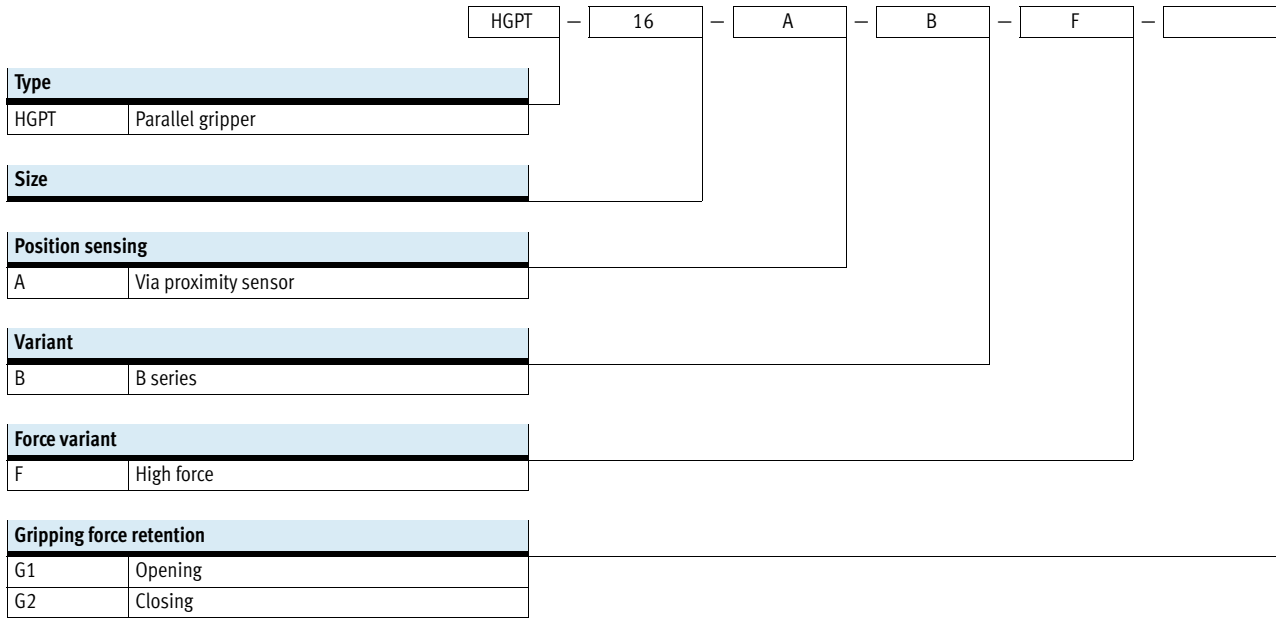 HGPT – 16 – A – B – F –
Type
HGPT Parallel gripper
Size
Position sensing
A Via proximity sensor
Variant
B B series
Force variant
F High force
Gripping force retention
G1 Opening
G2 Closing